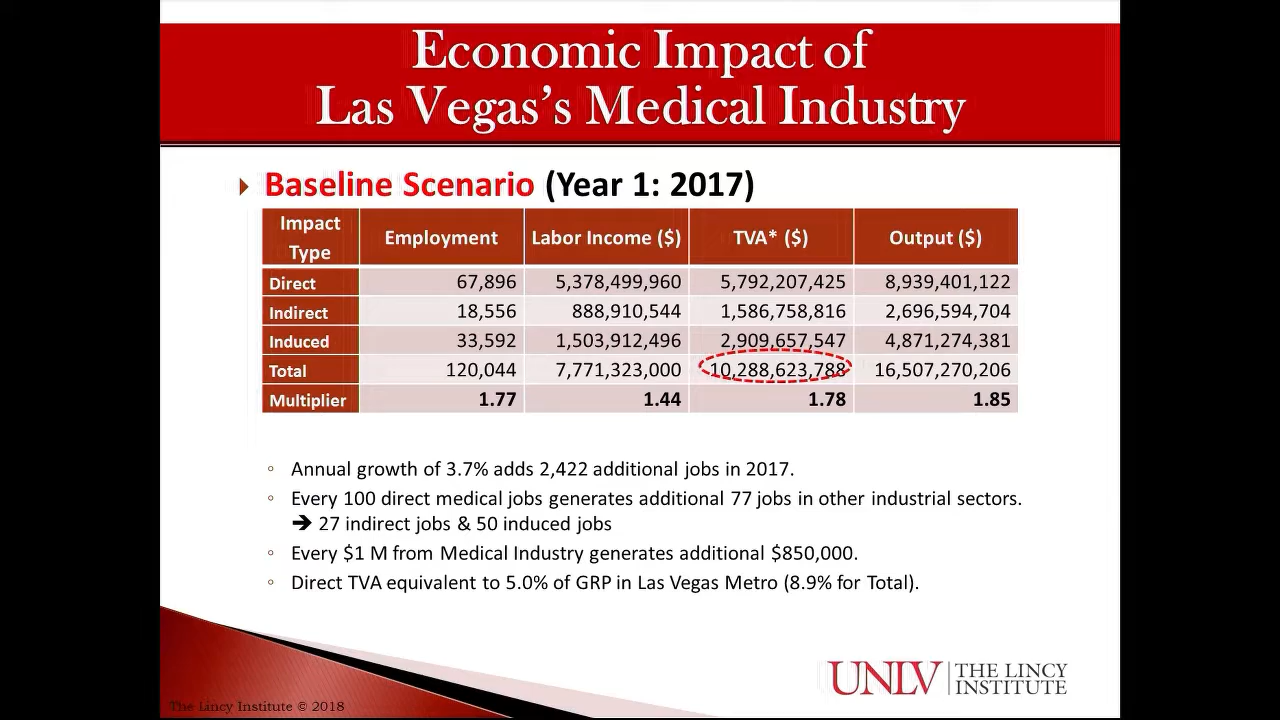 Economic Impact of
Las Vegas's Medical Industry
Baseline Scenario (Year 1: 2017)
Impact Type Employment Labor Income ($) TVA* ($) Output ($)
Direct 67,896 5,378,499,960 5,792,207,425 8,939,401,122
Indirect 18,556 888,910,544 1,586,758,816 2,696,594,704
Induced 33,592 1,503,912,496 2,909,657,547 4,871,274,381
Total 120,044 7,771,323,000 10,288,623,788 16,507,270,206
Multiplier 1.77 1.44 1.78 1.85
◦ Annual growth of 3.7% adds 2,422 additional jobs in 2017.
◦ Every 100 direct medical jobs generates additional 77 jobs in other industrial sectors.
➔ 27 indirect jobs & 50 induced jobs
◦ Every $1 M from Medical Industry generates additional $850,000.
◦ Direct TVA equivalent to 5.0% of GRP in Las Vegas Metro (8.9% for Total).
UNLV THE LINCY
INSTITUTE
The Lincy Institute © 2018